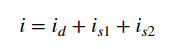 i = i_d + i_{s1} + i_{s2}